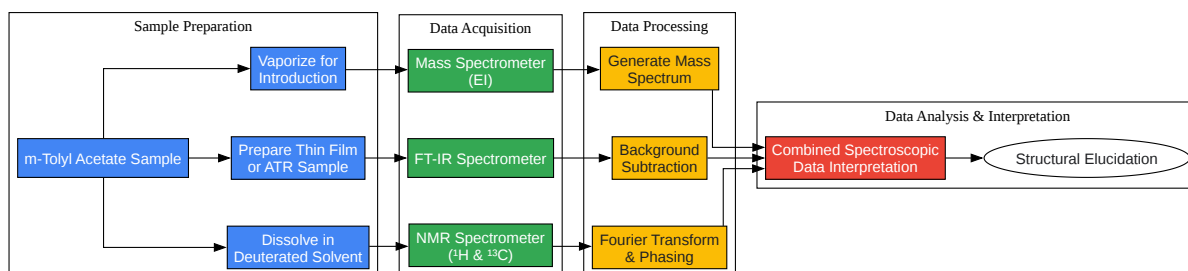 Sample Preparation
Data Acquisition
Data Processing
Vaporize for
Introduction
Mass Spectrometer
(EI)
Generate Mass
Spectrum
Data Analysis & Interpretation
m-Tolyl Acetate Sample
Prepare Thin Film
or ATR Sample
FT-IR Spectrometer
Background
Subtraction
Combined Spectroscopic
Data Interpretation
Structural Elucidation
Dissolve in
Deuterated Solvent
NMR Spectrometer
(¹H & ¹³C)
Fourier Transform
& Phasing